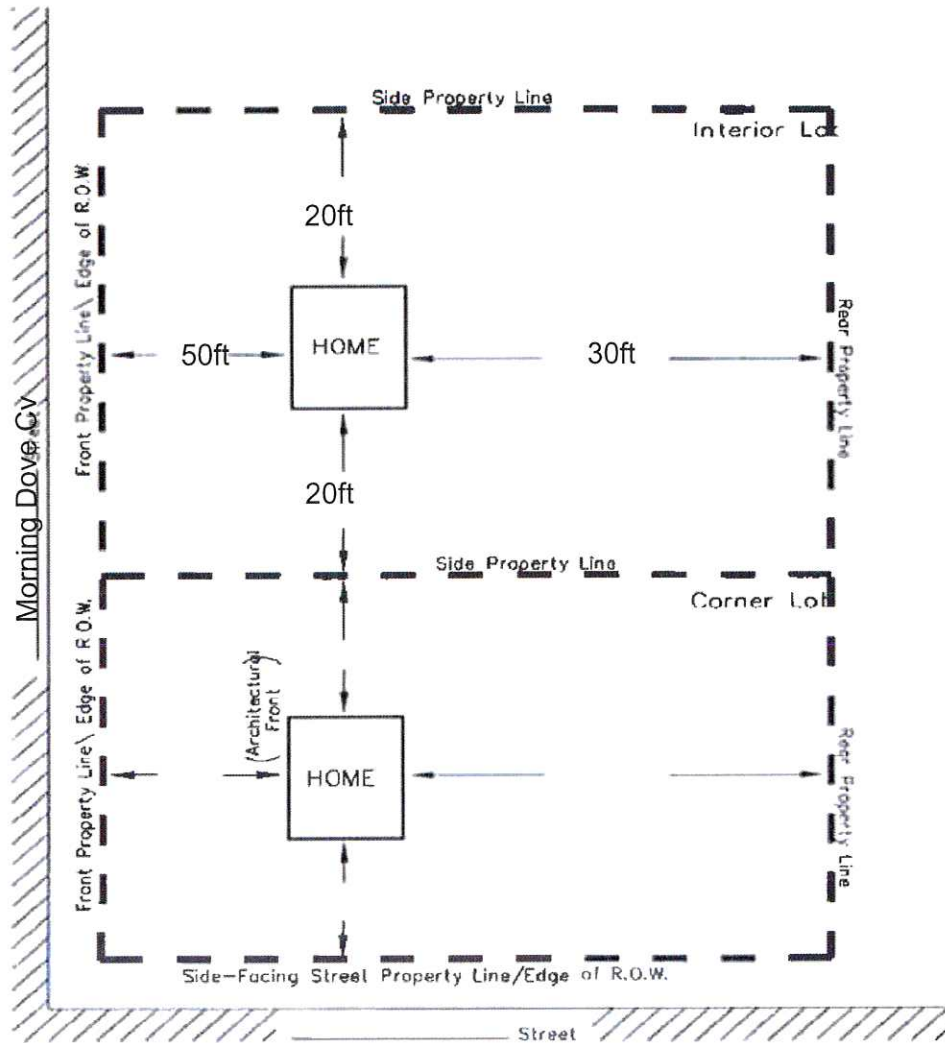 Side Property Line
Interior Lot
20ft
Front Property Line\ Edge of R.O.W.
50ft
HOME
30ft
Rear Property Line
Morning Dove Cv
Street
20ft
Side Property Line
Corner Lot
Front Property Line\ Edge of R.O.W.
(Architectural
Front)
HOME
Rear Property Line
Side-Facing Street Property Line/Edge of R.O.W.
Street